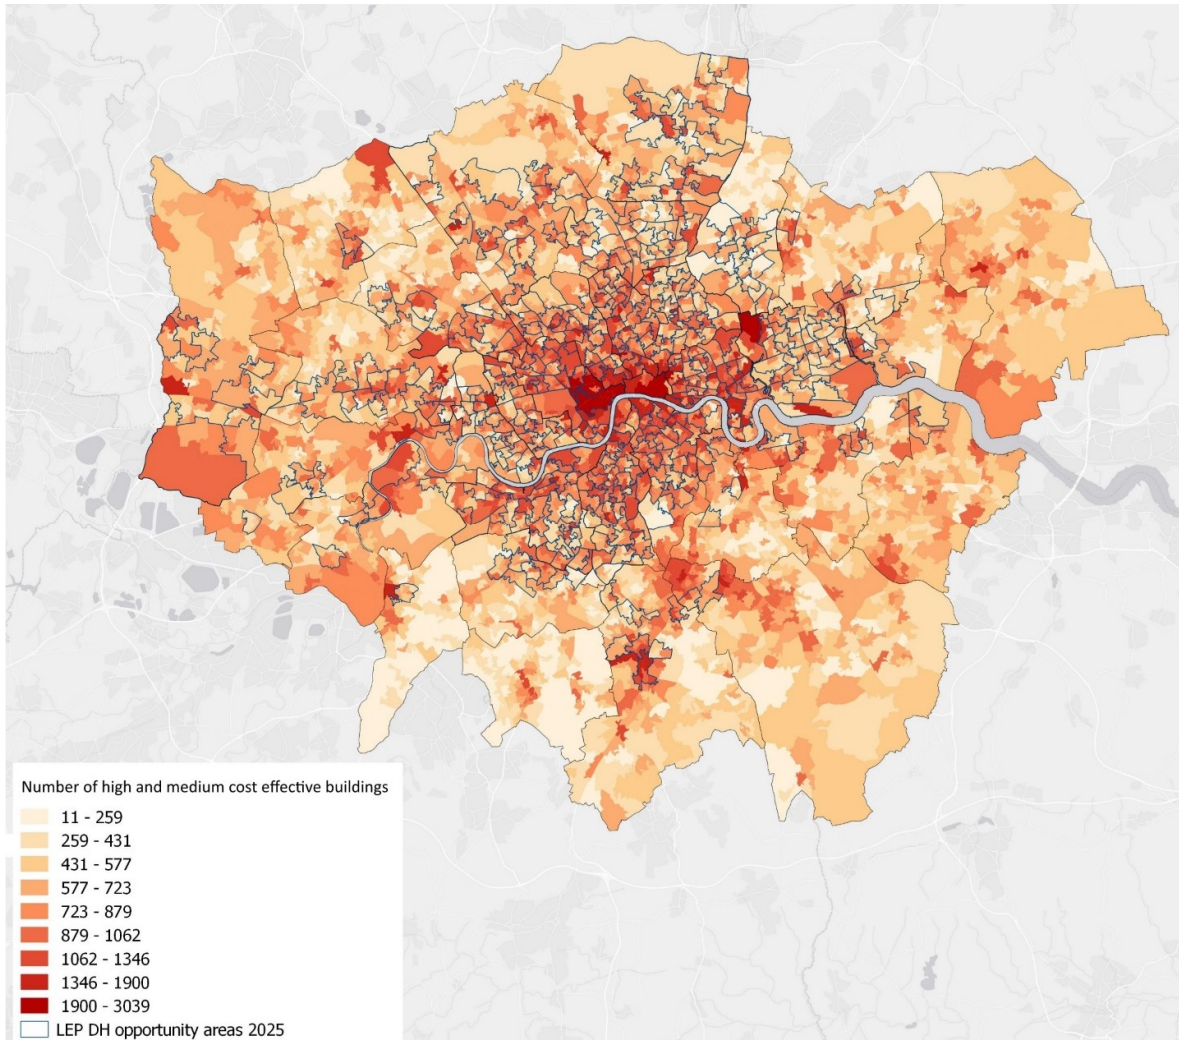 Number of high and medium cost effective buildings
11 - 259
259 - 431
431 - 577
577 - 723
723 - 879
879 - 1062
1062 - 1346
1346 - 1900
1900 - 3039
LEP DH opportunity areas 2025